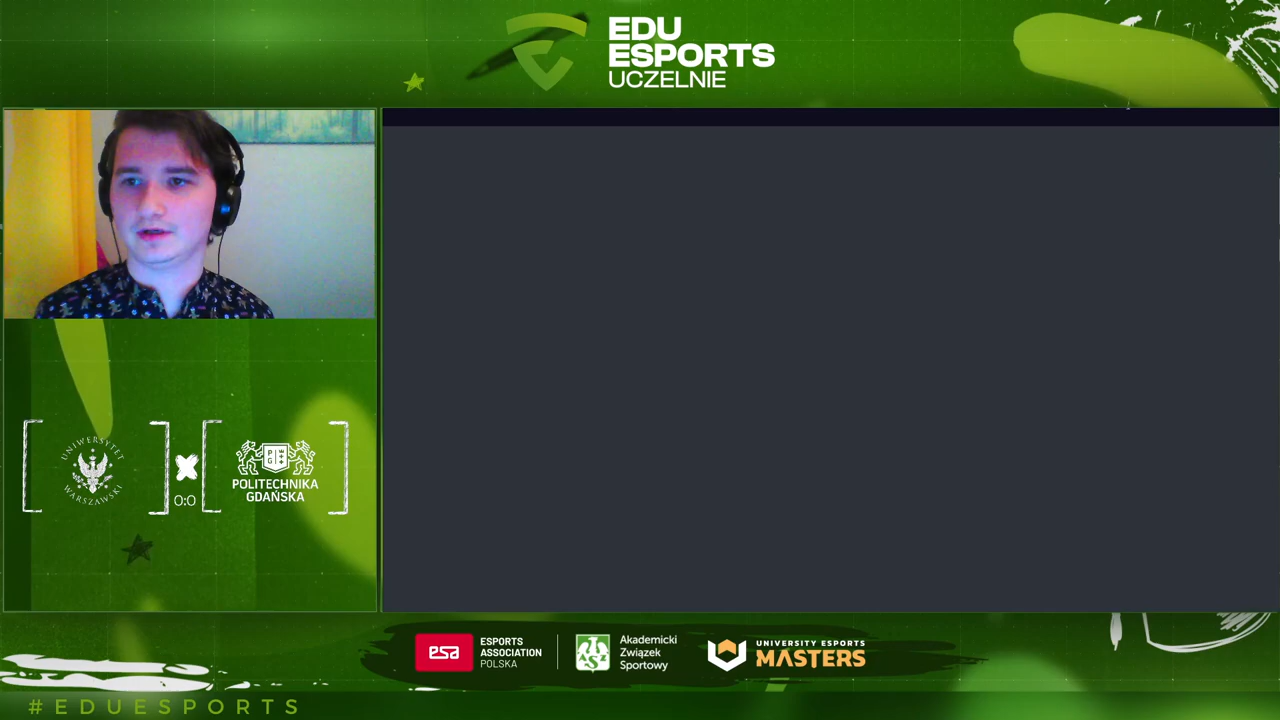 EDU
ESPORTS
UCZELNIE
UNIWERSYTET
WARSZAWSKI
0:0
POLITECHNIKA
GDAŃSKA
esa
ESPORTS
ASSOCIATION
POLSKA
AZS
Akademicki
Związek
Sportowy
UNIVERSITY ESPORTS
MASTERS
#EDUESPORTS